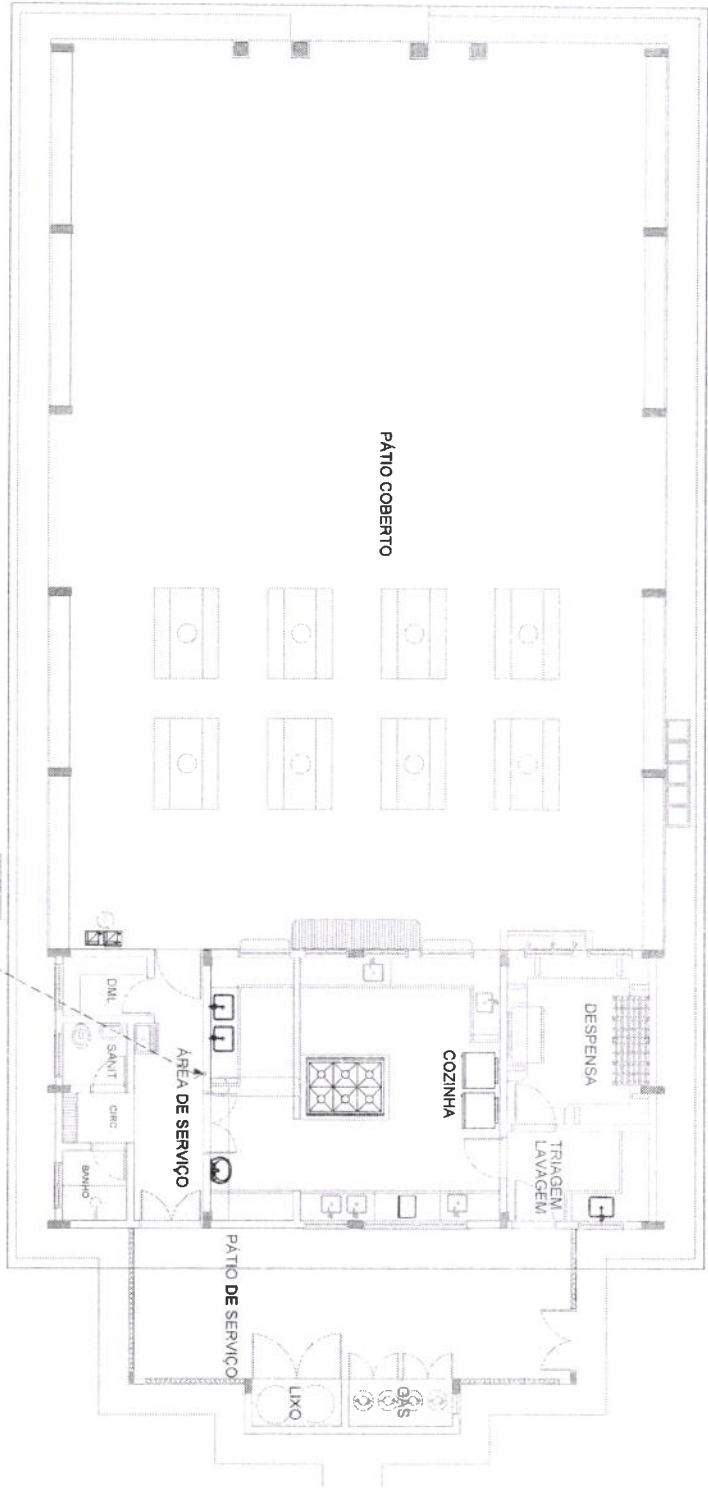 PÁTIO COBERTO
DESPENSA
COZINHA
TRIAGEM
LAVAGEM
DML
SANIT
CIRC
BANHO
ÁREA DE SERVIÇO
PÁTIO DE SERVIÇO
LIXO
GÁS